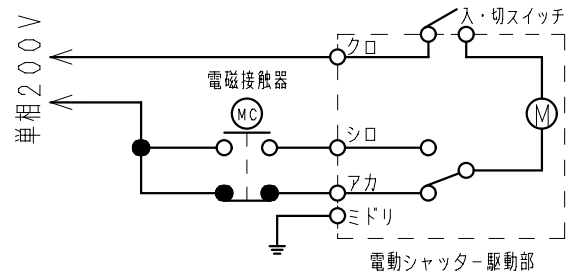 入・切スイッチ
クロ
単相200V
電磁接触器
MC
M
シロ
アカ
ミドリ
電動シャッター駆動部